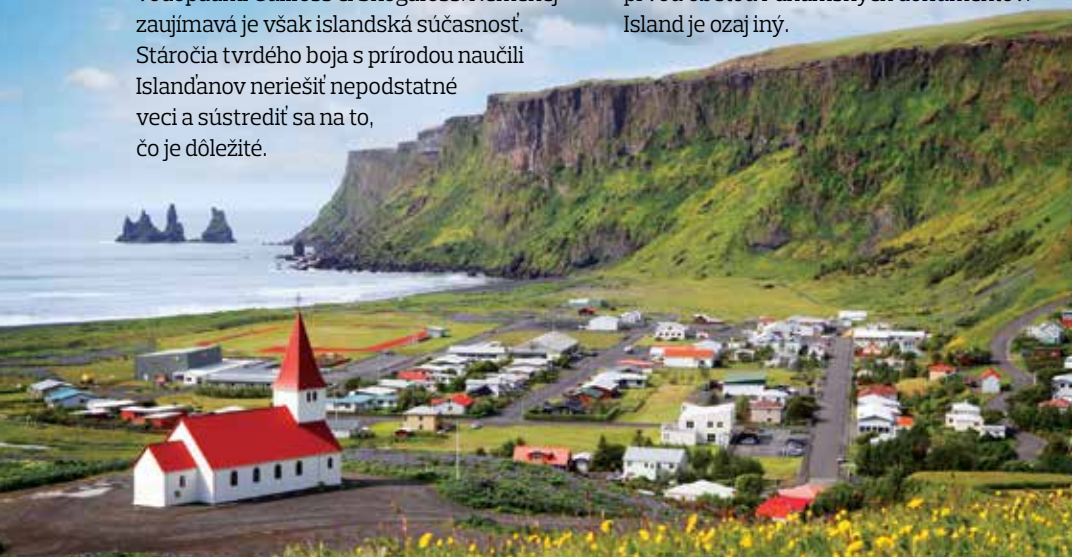 zaujímavá je však islandská súčasnosť.
Stáročia tvrdého boja s prírodou naučili
Islanďanov neriešiť nepodstatné
veci a sústrediť sa na to,
čo je dôležité.
Island je ozaj iný.